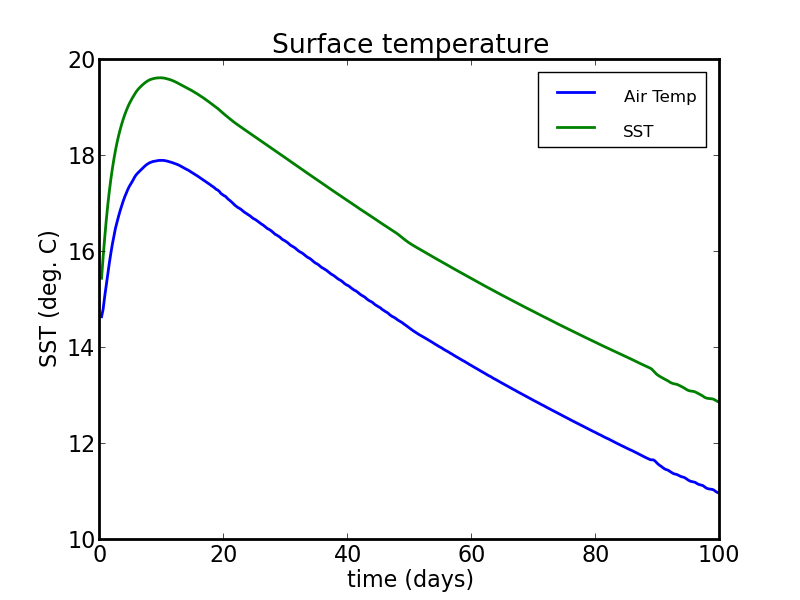 Surface temperature
20
18
16
14
12
10
SST (deg. C)
Air Temp
SST
0 20 40 60 80 100
time (days)